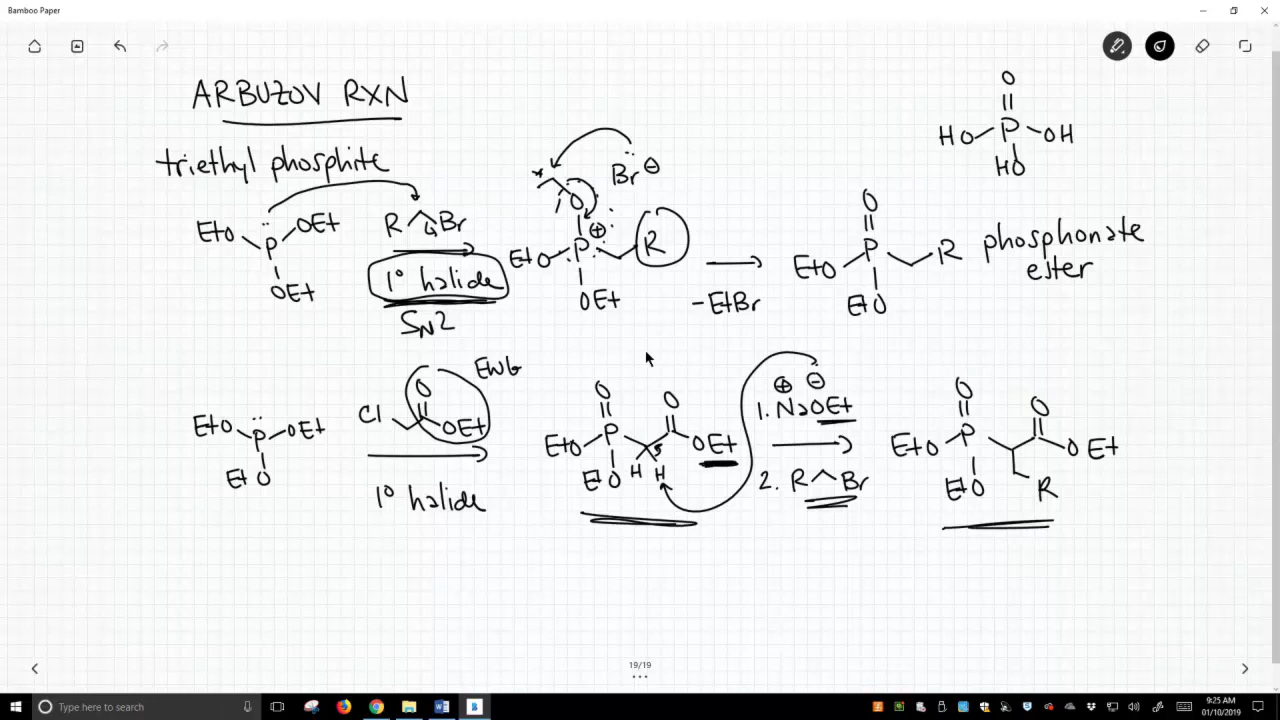 Bamboo Paper
ARBUZOV RXN
triethyl phosphite
EtO P OEt
OEt
R Br
1° halide
SN2
Br ⊖
O
EtO P ⊕ R
OEt
-EtBr
O
EtO P R
EtO
phosphonate
ester
O
HO P OH
HO
EtO P OEt
EtO
Cl O OEt
EWG
1° halide
O O
EtO P OEt
EtO H H
⊕ ⊖
1. NaOEt
2. R Br
O O
EtO P O Et
EtO R
19/19
Type here to search
9:25 AM
01/10/2019